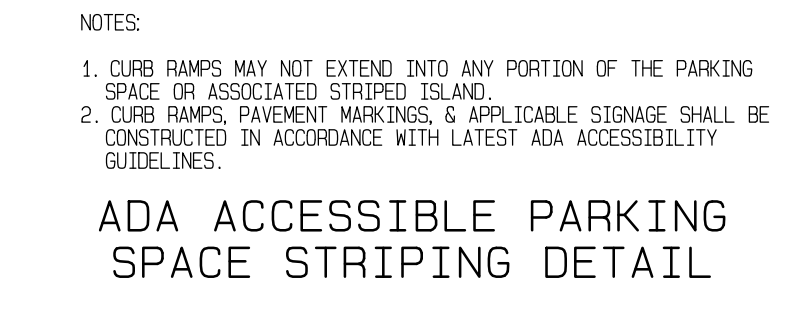 NOTES:
1. CURB RAMPS MAY NOT EXTEND INTO ANY PORTION OF THE PARKING
SPACE OR ASSOCIATED STRIPED ISLAND.
2. CURB RAMPS, PAVEMENT MARKINGS, & APPLICABLE SIGNAGE SHALL BE
CONSTRUCTED IN ACCORDANCE WITH LATEST ADA ACCESSIBILITY
GUIDELINES.
ADA ACCESSIBLE PARKING
SPACE STRIPING DETAIL